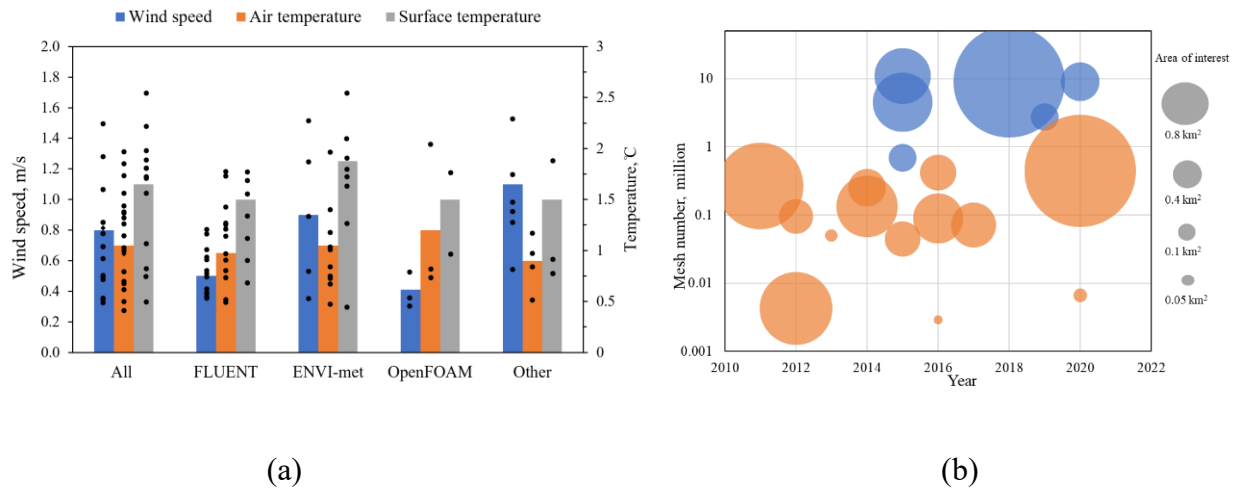 Wind speed Air temperature Surface temperature
Wind speed, m/s
2.0
1.8
1.6
1.4
1.2
1.0
0.8
0.6
0.4
0.2
0.0
3
2.5
2
1.5
1
0.5
0
Temperature, ℃
All FLUENT ENVI-met OpenFOAM Other
(a)
Mesh number, million
10
1
0.1
0.01
0.001
2010 2012 2014 2016 2018 2020 2022
Year
Area of interest
0.8 km²
0.4 km²
0.1 km²
0.05 km²
(b)